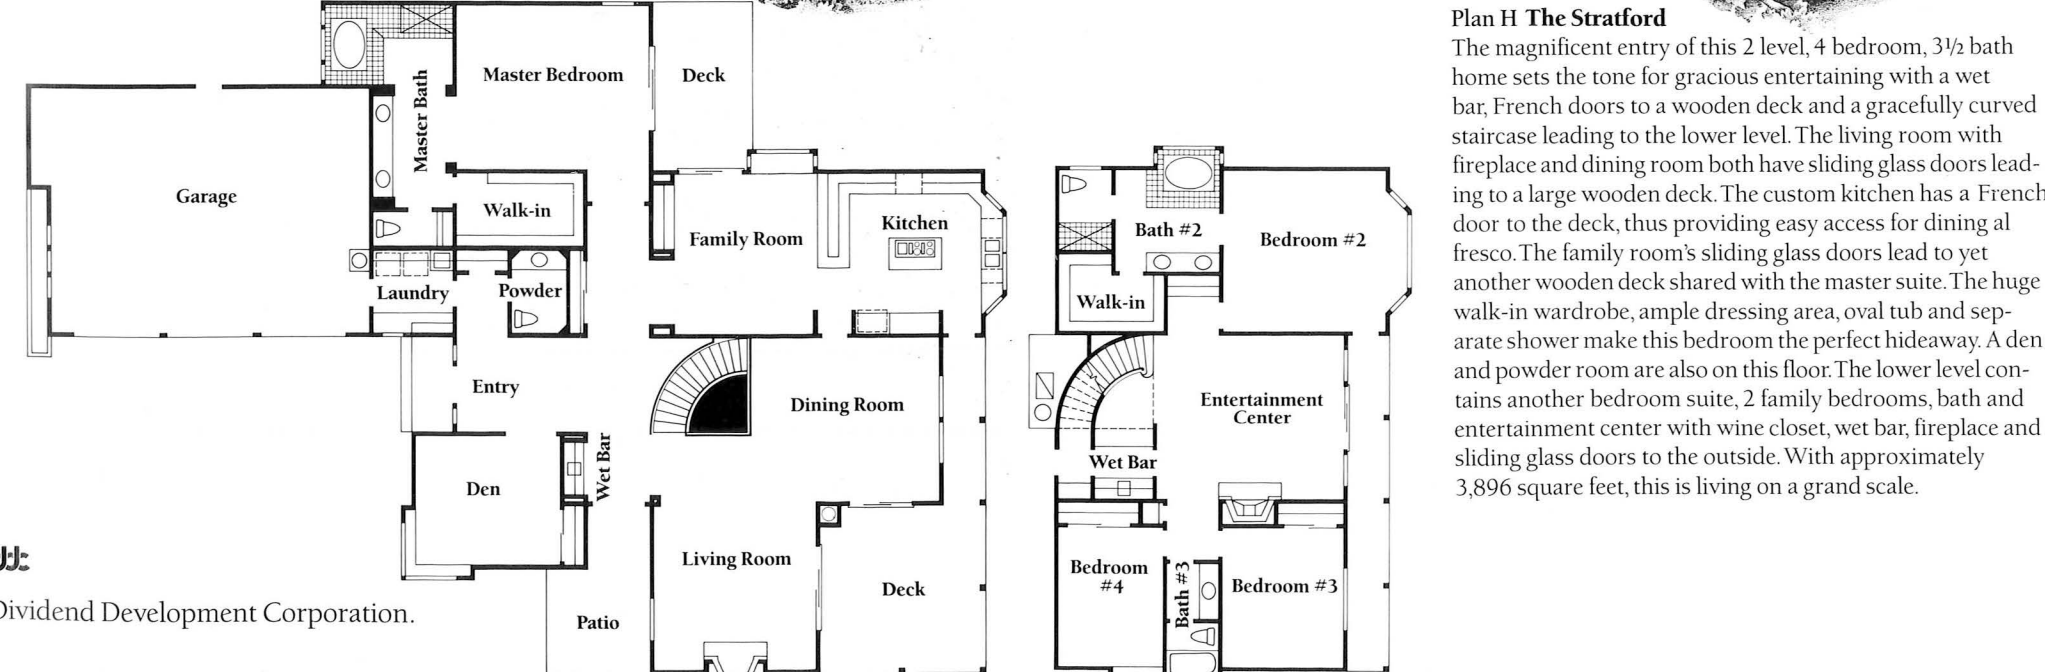 Master Bath
Master Bedroom
Deck
Garage
Walk-in
Family Room
Kitchen
Laundry
Powder
Entry
Dining Room
Wet Bar
Den
Living Room
Deck
Patio
Bath #2
Bedroom #2
Walk-in
Entertainment
Center
Wet Bar
Bedroom
#4
Bath #3
Bedroom #3
Dividend Development Corporation.
Plan H The Stratford
The magnificent entry of this 2 level, 4 bedroom, 3½ bath
home sets the tone for gracious entertaining with a wet
bar, French doors to a wooden deck and a gracefully curved
staircase leading to the lower level. The living room with
fireplace and dining room both have sliding glass doors lead-
ing to a large wooden deck. The custom kitchen has a French
door to the deck, thus providing easy access for dining al
fresco. The family room's sliding glass doors lead to yet
another wooden deck shared with the master suite. The huge
walk-in wardrobe, ample dressing area, oval tub and sep-
arate shower make this bedroom the perfect hideaway. A den
and powder room are also on this floor. The lower level con-
tains another bedroom suite, 2 family bedrooms, bath and
entertainment center with wine closet, wet bar, fireplace and
sliding glass doors to the outside. With approximately
3,896 square feet, this is living on a grand scale.